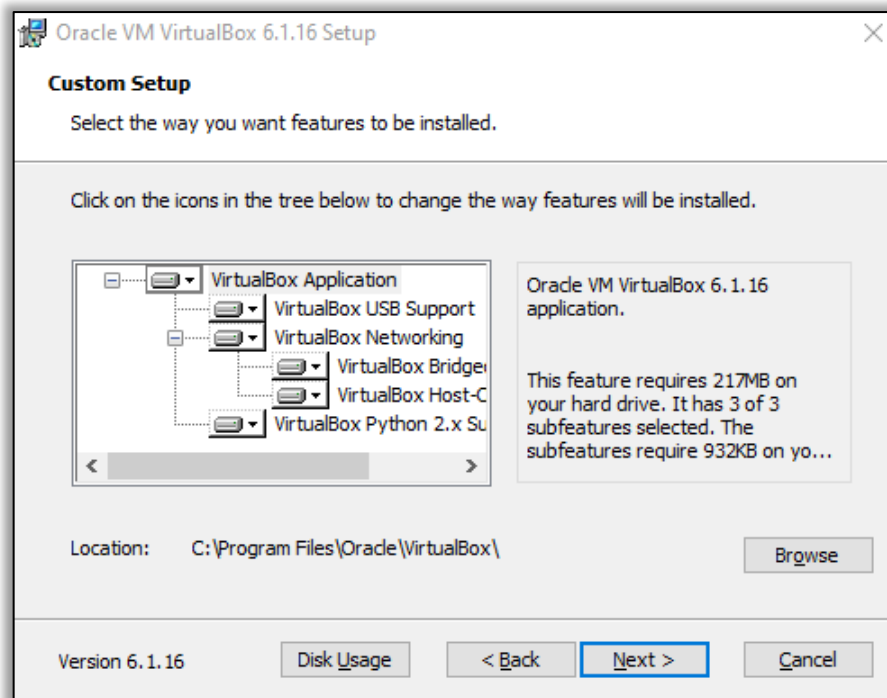 Oracle VM VirtualBox 6.1.16 Setup
Custom Setup
Select the way you want features to be installed.
Click on the icons in the tree below to change the way features will be installed.
VirtualBox Application
VirtualBox USB Support
VirtualBox Networking
VirtualBox Bridge
VirtualBox Host-C
VirtualBox Python 2.x Su
Oracle VM VirtualBox 6.1.16
application.
This feature requires 217MB on
your hard drive. It has 3 of 3
subfeatures selected. The
subfeatures require 932KB on yo...
Location: C:\Program Files\Oracle\VirtualBox\
Browse
Version 6.1.16
Disk Usage
< Back
Next >
Cancel